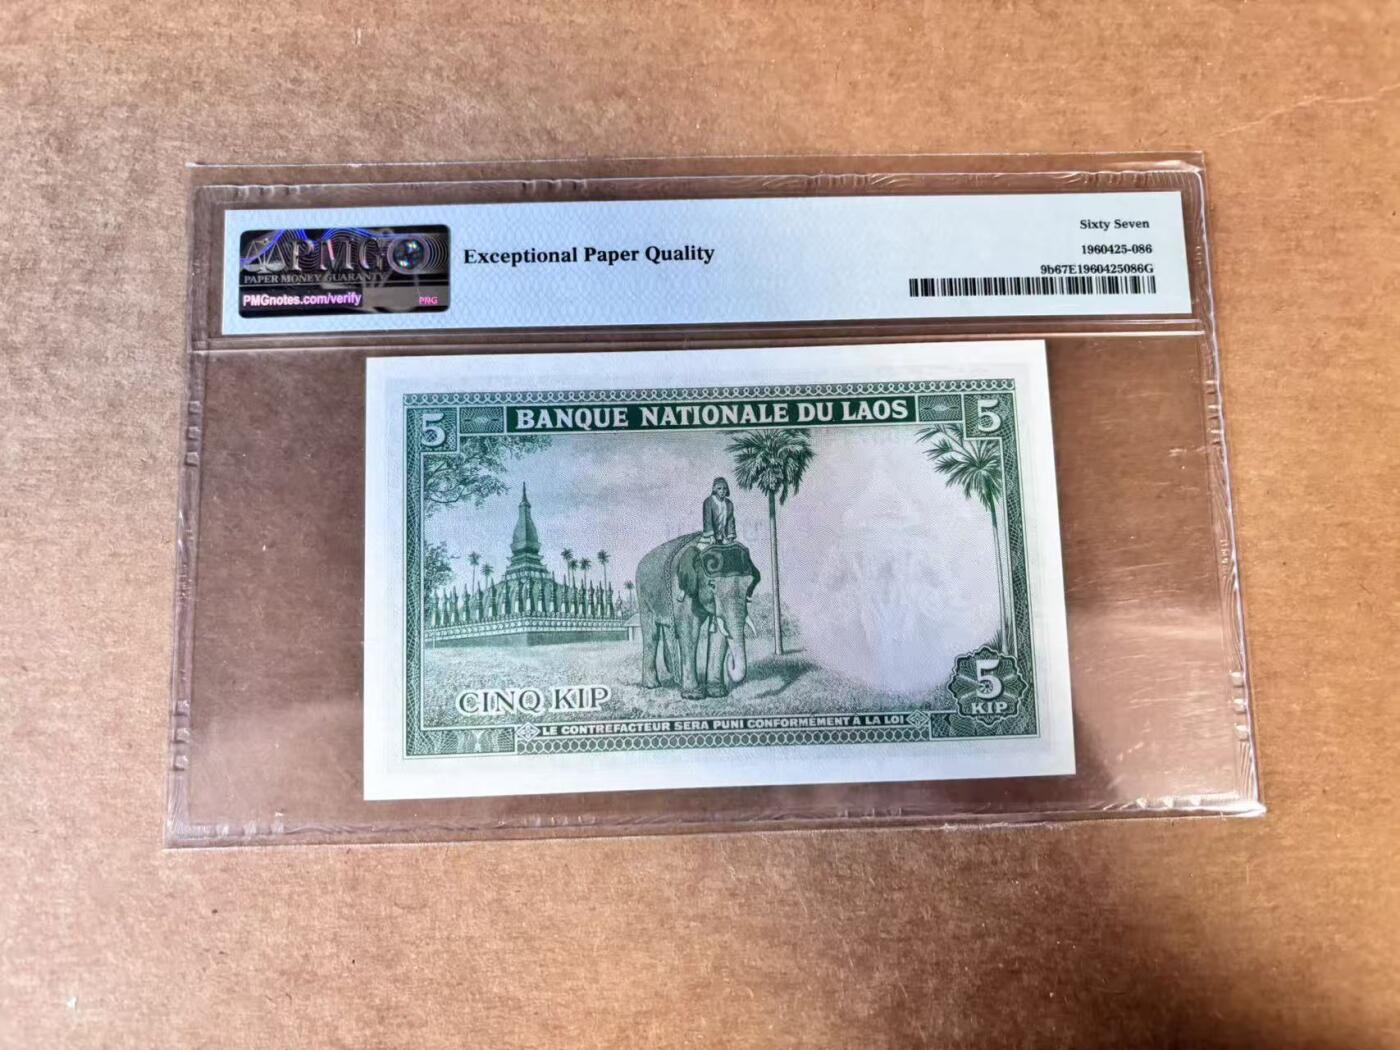 PMG
PAPER MONEY GUARANTY
PMGnotes.com/verify
PNG
Exceptional Paper Quality
Sixty Seven
1960425-086
9b67E1960425086G
5 BANQUE NATIONALE DU LAOS 5
CINQ KIP
5
KIP
LE CONTREFACTEUR SERA PUNI CONFORMEMENT À LA LOI